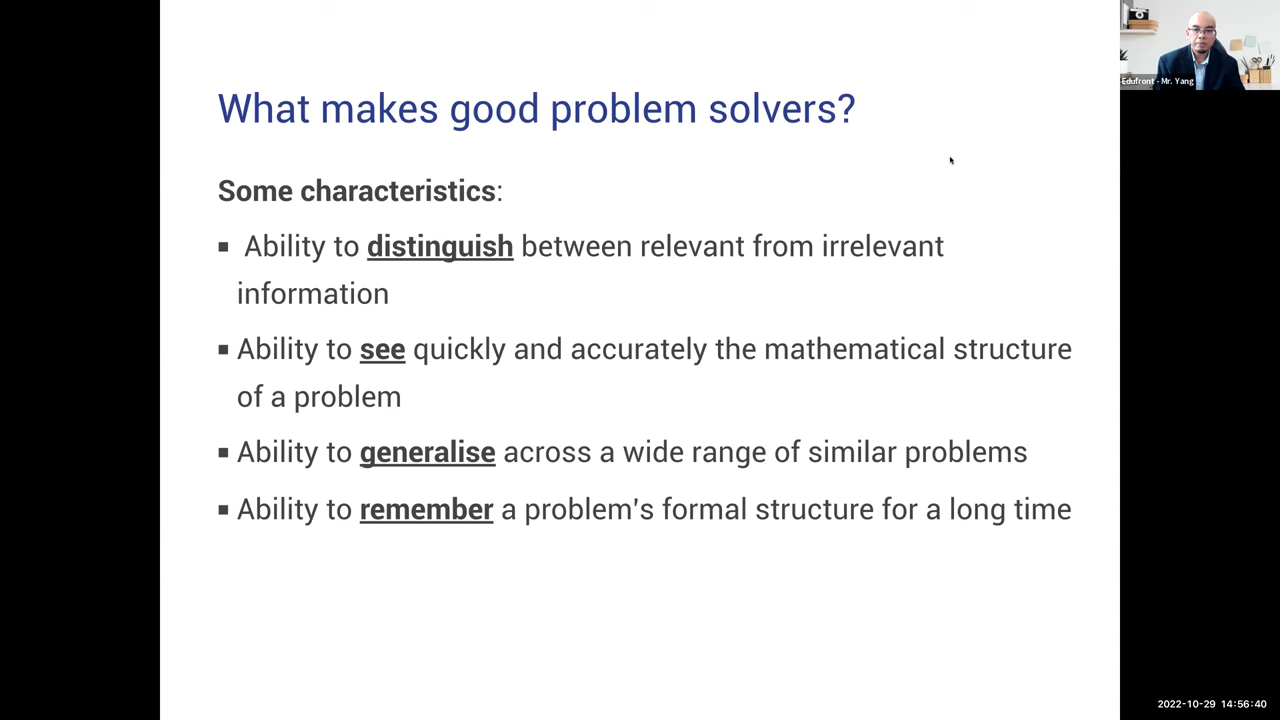 What makes good problem solvers?
Some characteristics:
▪ Ability to distinguish between relevant from irrelevant
information
▪ Ability to see quickly and accurately the mathematical structure
of a problem
▪ Ability to generalise across a wide range of similar problems
▪ Ability to remember a problem's formal structure for a long time
Edufront - Mr. Yang
2022-10-29 14:56:40